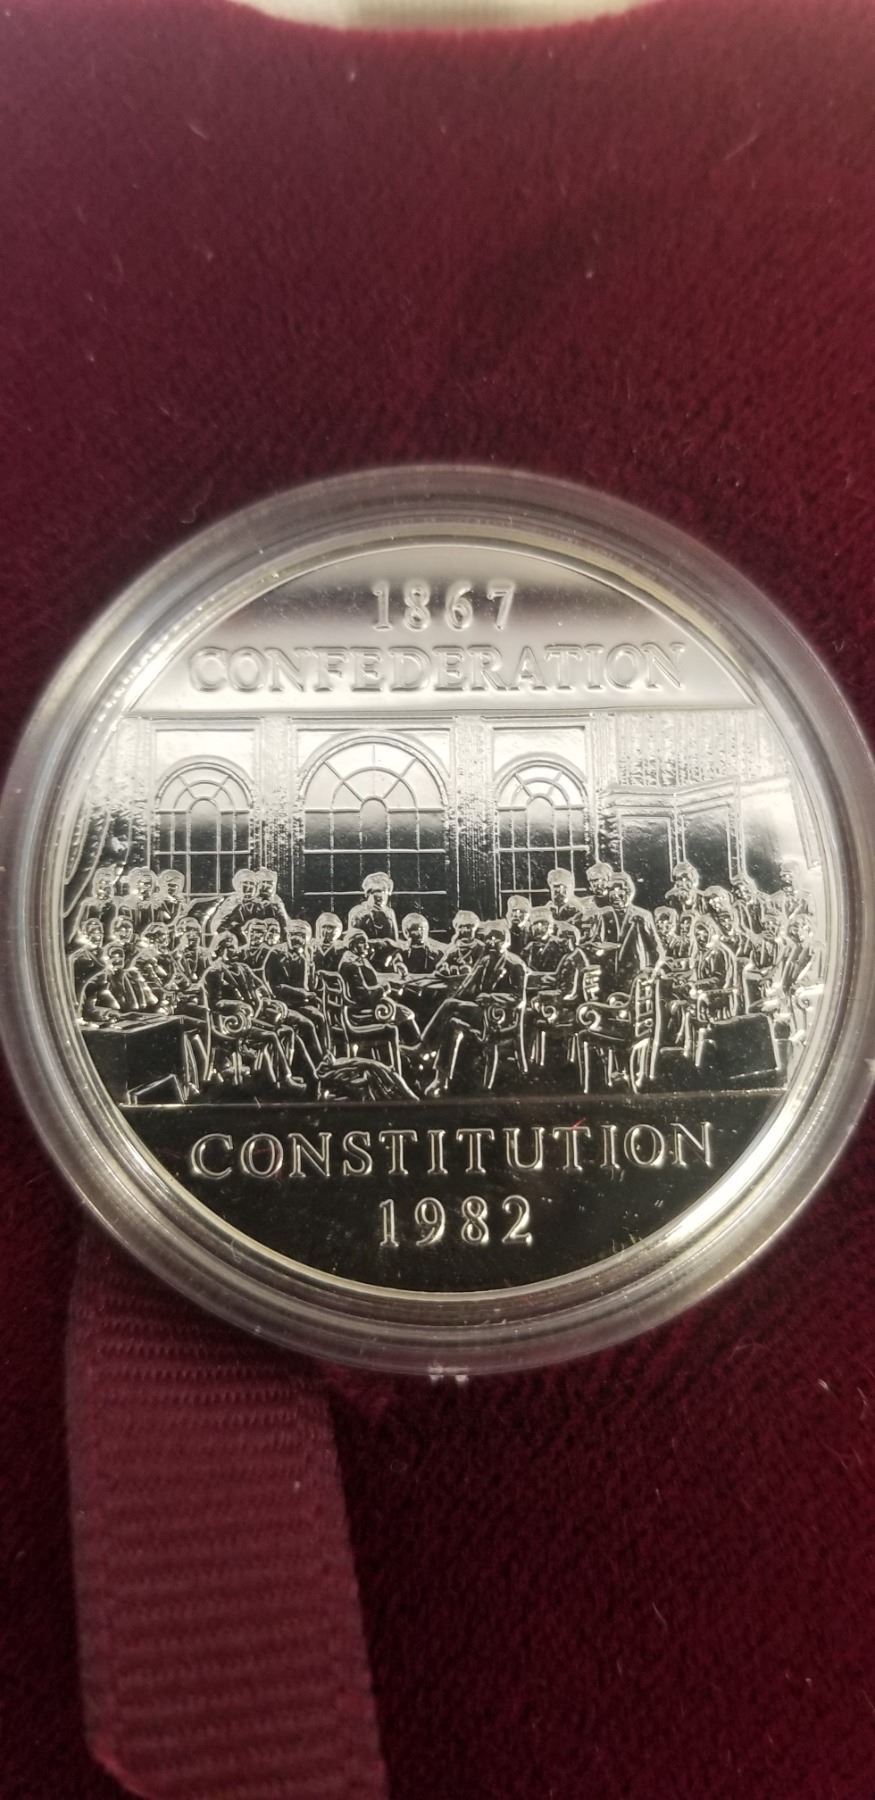 1867
CONFEDERATION
CONSTITUTION
1982